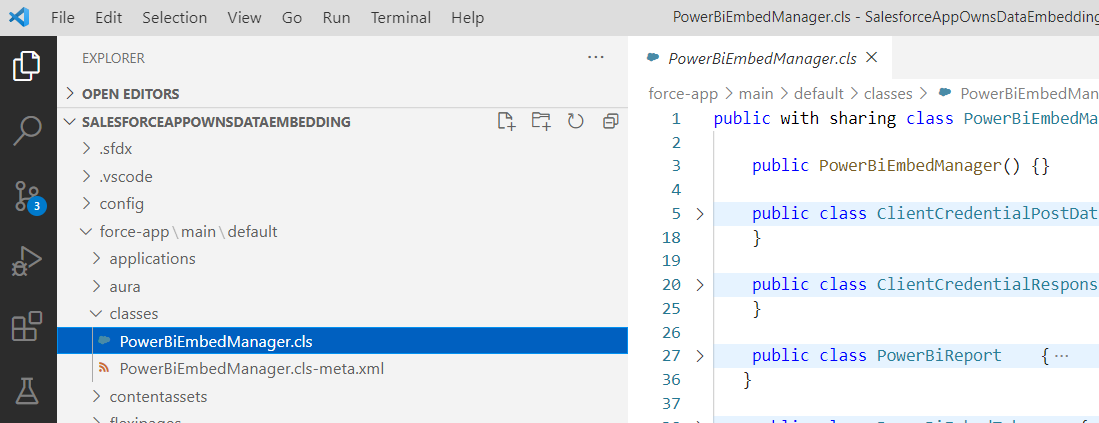 File Edit Selection View Go Run Terminal Help PowerBiEmbedManager.cls - SalesforceAppOwnsDataEmbedding
EXPLORER ···
OPEN EDITORS
SALESFORCEAPPOWNSDATAEMBEDDING
.sfdx
.vscode
config
force-app\main\default
applications
aura
classes
PowerBiEmbedManager.cls
PowerBiEmbedManager.cls-meta.xml
contentassets
flexipages
3
PowerBiEmbedManager.cls
force-app > main > default > classes > PowerBiEmbedMan
1 public with sharing class PowerBiEmbedMa
2
3 public PowerBiEmbedManager() {}
4
5 public class ClientCredentialPostDat
18 }
19
20 public class ClientCredentialRespons
25 }
26
27 public class PowerBiReport {···
36 }
37